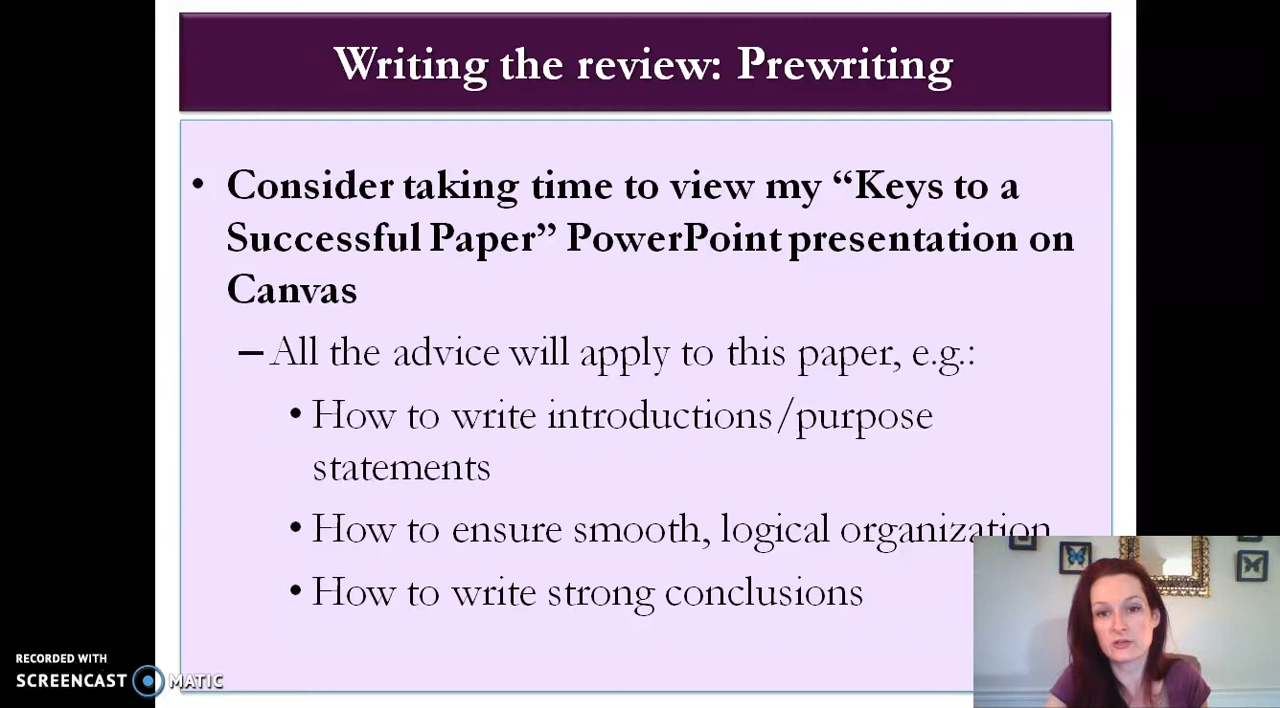 Writing the review: Prewriting
• Consider taking time to view my “Keys to a
Successful Paper” PowerPoint presentation on
Canvas
– All the advice will apply to this paper, e.g.:
• How to write introductions/purpose
statements
• How to ensure smooth, logical organization
• How to write strong conclusions
RECORDED WITH
SCREENCAST MATIC